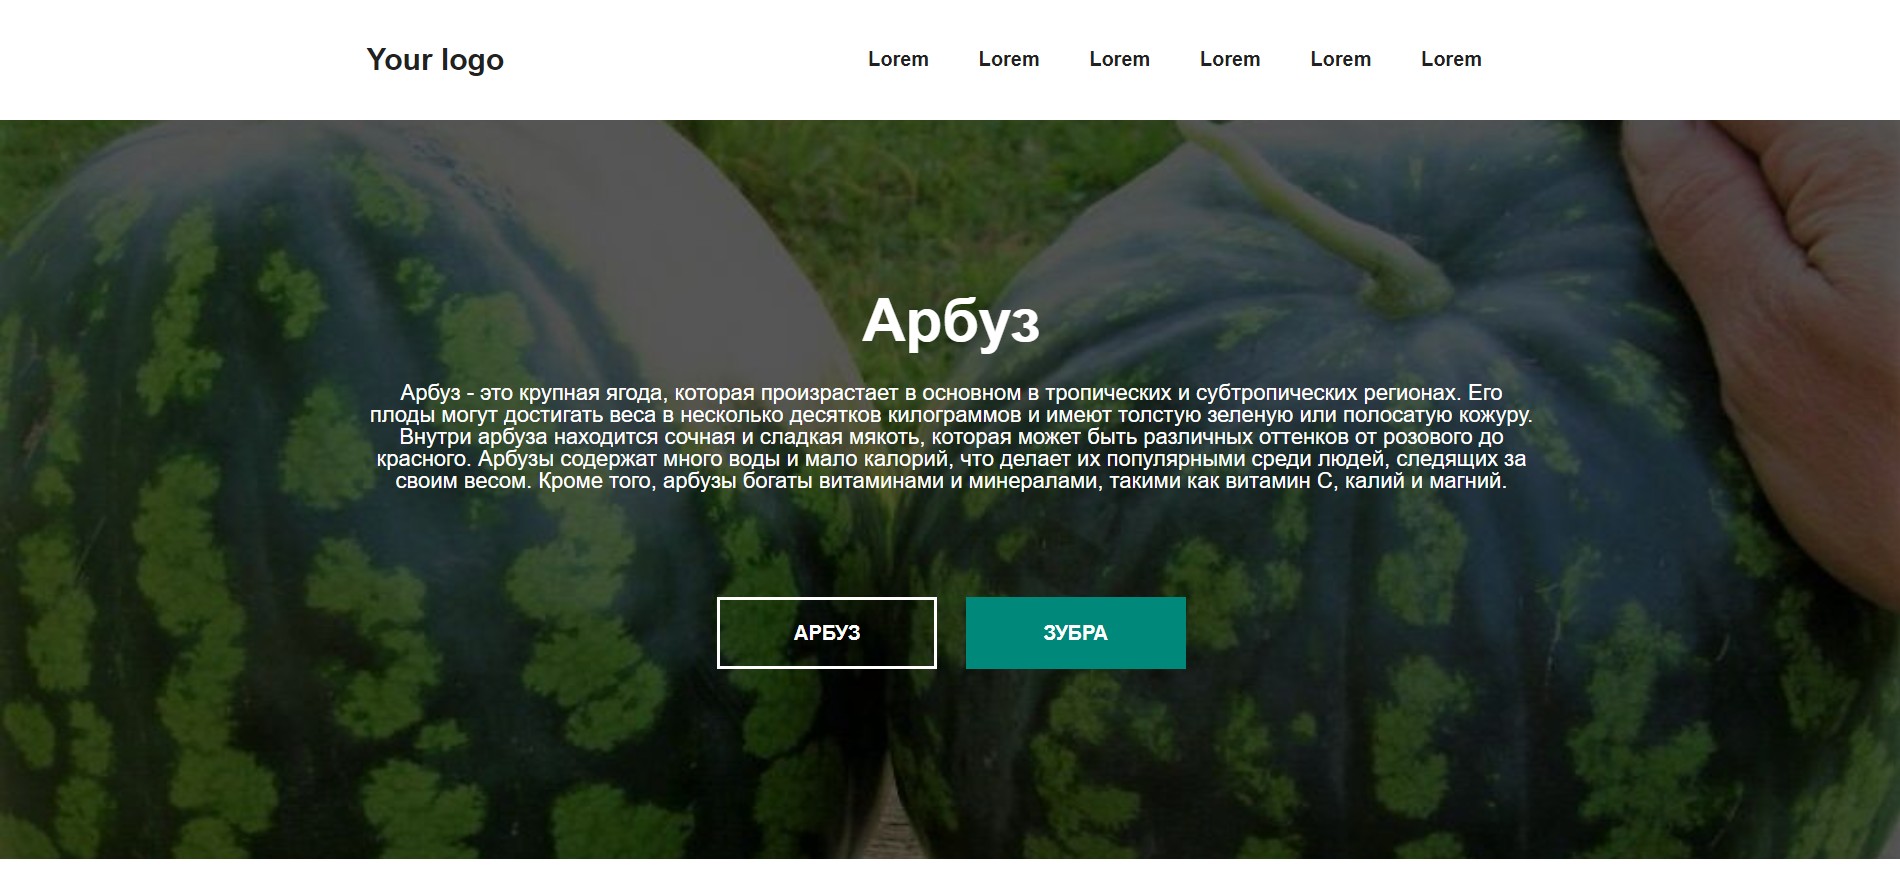 Your logo
Lorem Lorem Lorem Lorem Lorem Lorem
Арбуз
Арбуз - это крупная ягода, которая произрастает в основном в тропических и субтропических регионах. Его
плоды могут достигать веса в несколько десятков килограммов и имеют толстую зеленую или полосатую кожуру.
Внутри арбуза находится сочная и сладкая мякоть, которая может быть различных оттенков от розового до
красного. Арбузы содержат много воды и мало калорий, что делает их популярными среди людей, следящих за
своим весом. Кроме того, арбузы богаты витаминами и минералами, такими как витамин С, калий и магний.
АРБУЗ
ЗУБРА